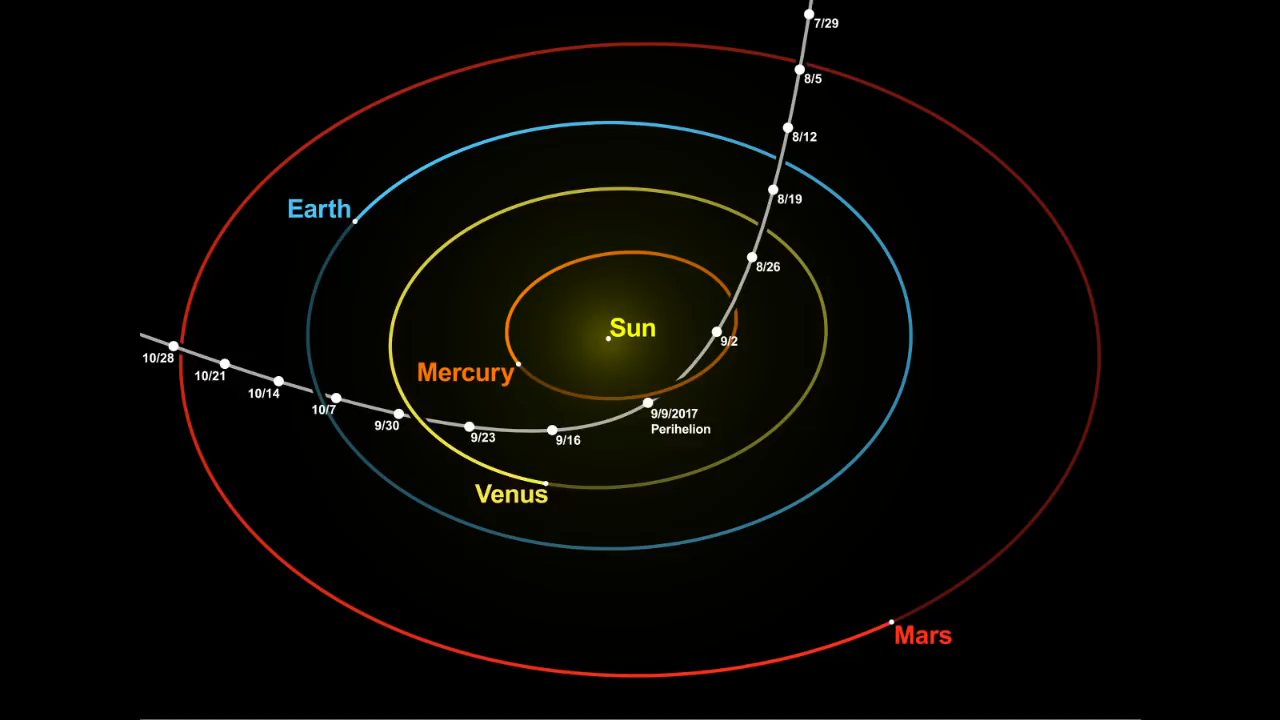 7/29
8/5
8/12
8/19
Earth
8/26
Sun
9/2
10/28
Mercury
10/21
10/14
10/7
9/9/2017
Perihelion
9/30
9/23
9/16
Venus
Mars